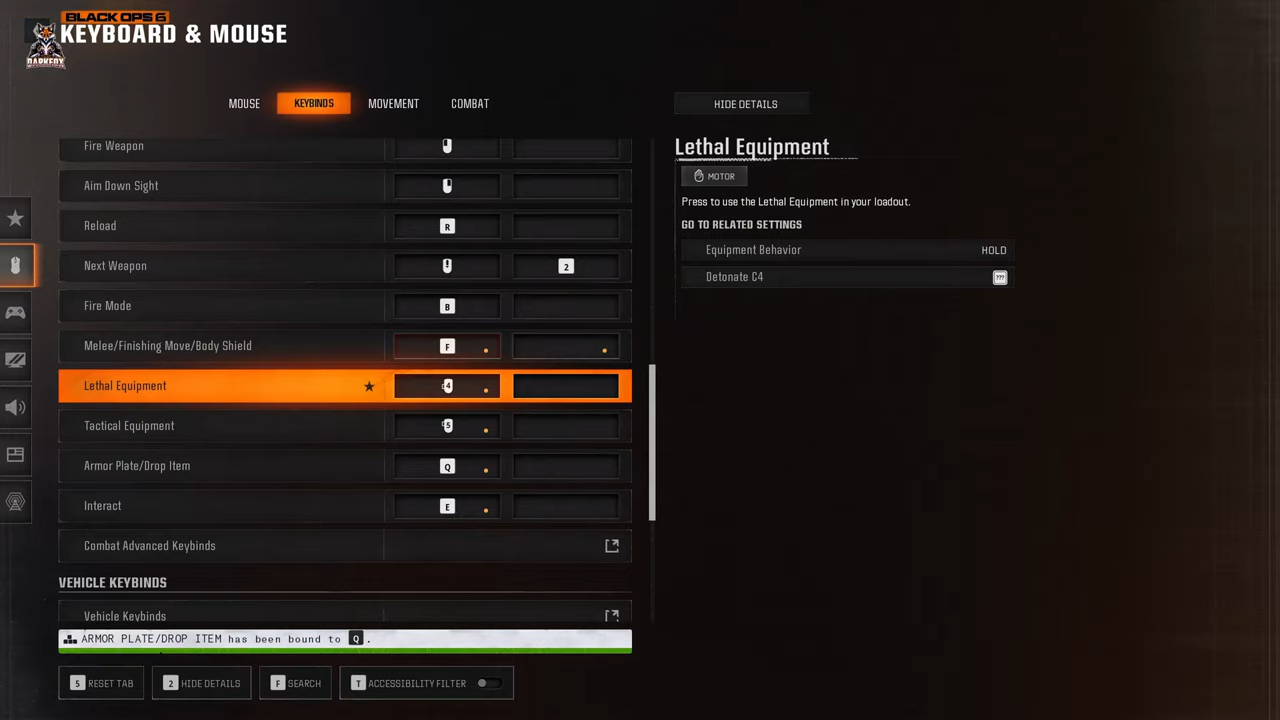 BLACK OPS 6
KEYBOARD & MOUSE
DARKFOX
MOUSE KEYBINDS MOVEMENT COMBAT HIDE DETAILS
Fire Weapon
Aim Down Sight
Reload R
Next Weapon 2
Fire Mode B
Melee/Finishing Move/Body Shield F
Lethal Equipment 4
Tactical Equipment 5
Armor Plate/Drop Item Q
Interact E
Combat Advanced Keybinds
VEHICLE KEYBINDS
Vehicle Keybinds
ARMOR PLATE/DROP ITEM has been bound to Q .
5 RESET TAB 2 HIDE DETAILS F SEARCH T ACCESSIBILITY FILTER
Lethal Equipment
MOTOR
Press to use the Lethal Equipment in your loadout.
GO TO RELATED SETTINGS
Equipment Behavior HOLD
Detonate C4 ???